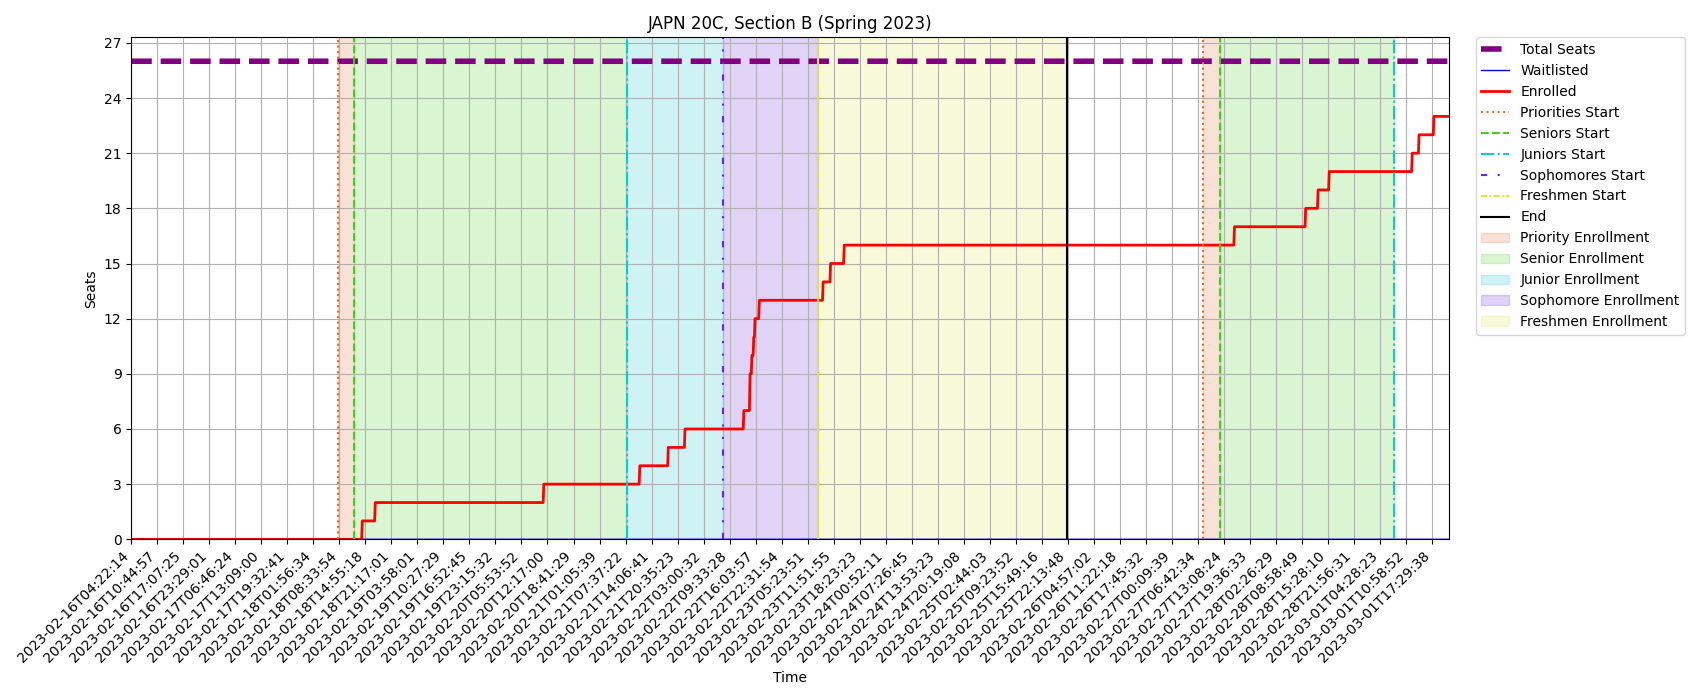 JAPN 20C, Section B (Spring 2023)
27
24
21
18
15
12
9
6
3
0
Seats
2023-02-16T04:22:14
2023-02-16T10:44:57
2023-02-16T17:07:25
2023-02-16T23:29:01
2023-02-17T06:46:24
2023-02-17T13:09:00
2023-02-17T19:32:41
2023-02-18T01:56:34
2023-02-18T08:33:54
2023-02-18T14:55:18
2023-02-18T21:17:01
2023-02-19T03:58:01
2023-02-19T10:27:29
2023-02-19T16:52:45
2023-02-19T23:15:32
2023-02-20T05:53:52
2023-02-20T12:17:00
2023-02-20T18:41:29
2023-02-21T01:05:39
2023-02-21T07:37:22
2023-02-21T14:06:41
2023-02-21T20:35:23
2023-02-22T03:00:32
2023-02-22T09:33:28
2023-02-22T16:03:57
2023-02-22T22:31:54
2023-02-23T05:23:51
2023-02-23T11:51:55
2023-02-23T18:23:23
2023-02-24T00:52:11
2023-02-24T07:26:45
2023-02-24T13:53:23
2023-02-24T20:19:08
2023-02-25T02:44:03
2023-02-25T09:23:52
2023-02-25T15:49:16
2023-02-25T22:13:48
2023-02-26T04:57:02
2023-02-26T11:22:18
2023-02-26T17:45:32
2023-02-27T00:09:39
2023-02-27T06:42:34
2023-02-27T13:08:24
2023-02-27T19:36:33
2023-02-28T02:26:29
2023-02-28T08:58:49
2023-02-28T15:28:10
2023-02-28T21:56:31
2023-03-01T04:28:23
2023-03-01T10:58:52
2023-03-01T17:29:38
Time
Total Seats
Waitlisted
Enrolled
Priorities Start
Seniors Start
Juniors Start
Sophomores Start
Freshmen Start
End
Priority Enrollment
Senior Enrollment
Junior Enrollment
Sophomore Enrollment
Freshmen Enrollment